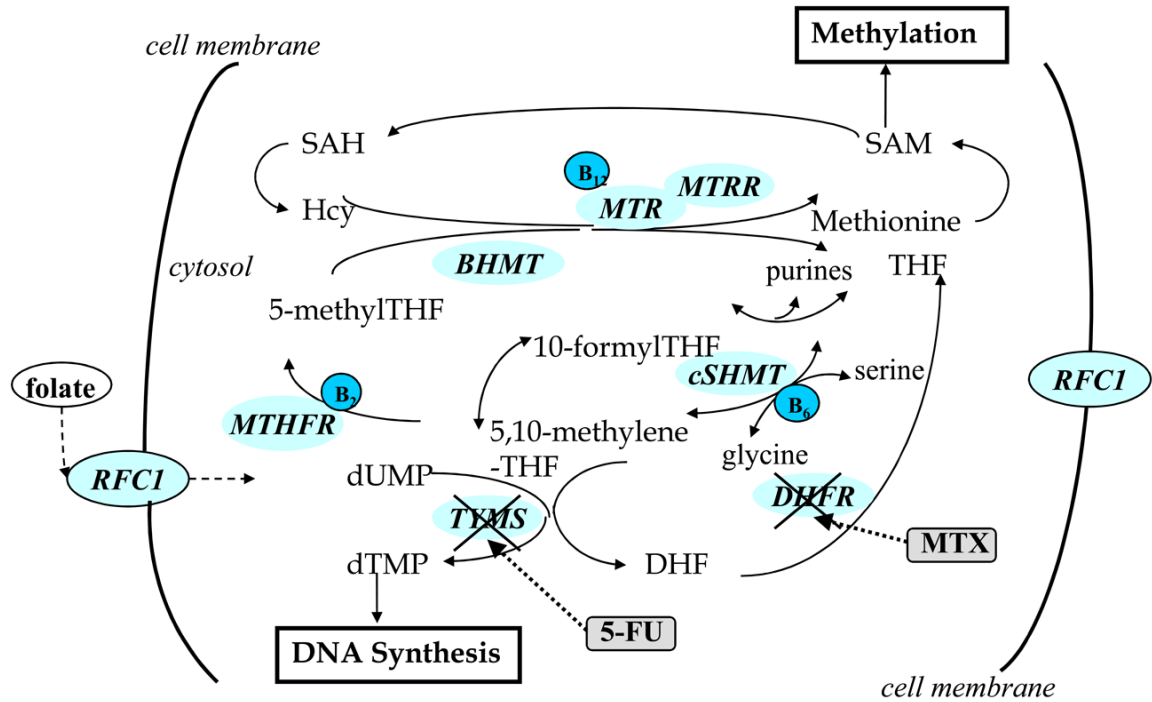 Methylation
cell membrane
SAH
SAM
B12
MTRR
MTR
Hcy
Methionine
BHMT
cytosol
purines
THF
5-methylTHF
10-formylTHF
cSHMT
serine
folate
RFC1
B2
B6
MTHFR
5,10-methylene
-THF
glycine
RFC1
dUMP
DHFR
TYMS
MTX
dTMP
DHF
5-FU
DNA Synthesis
cell membrane